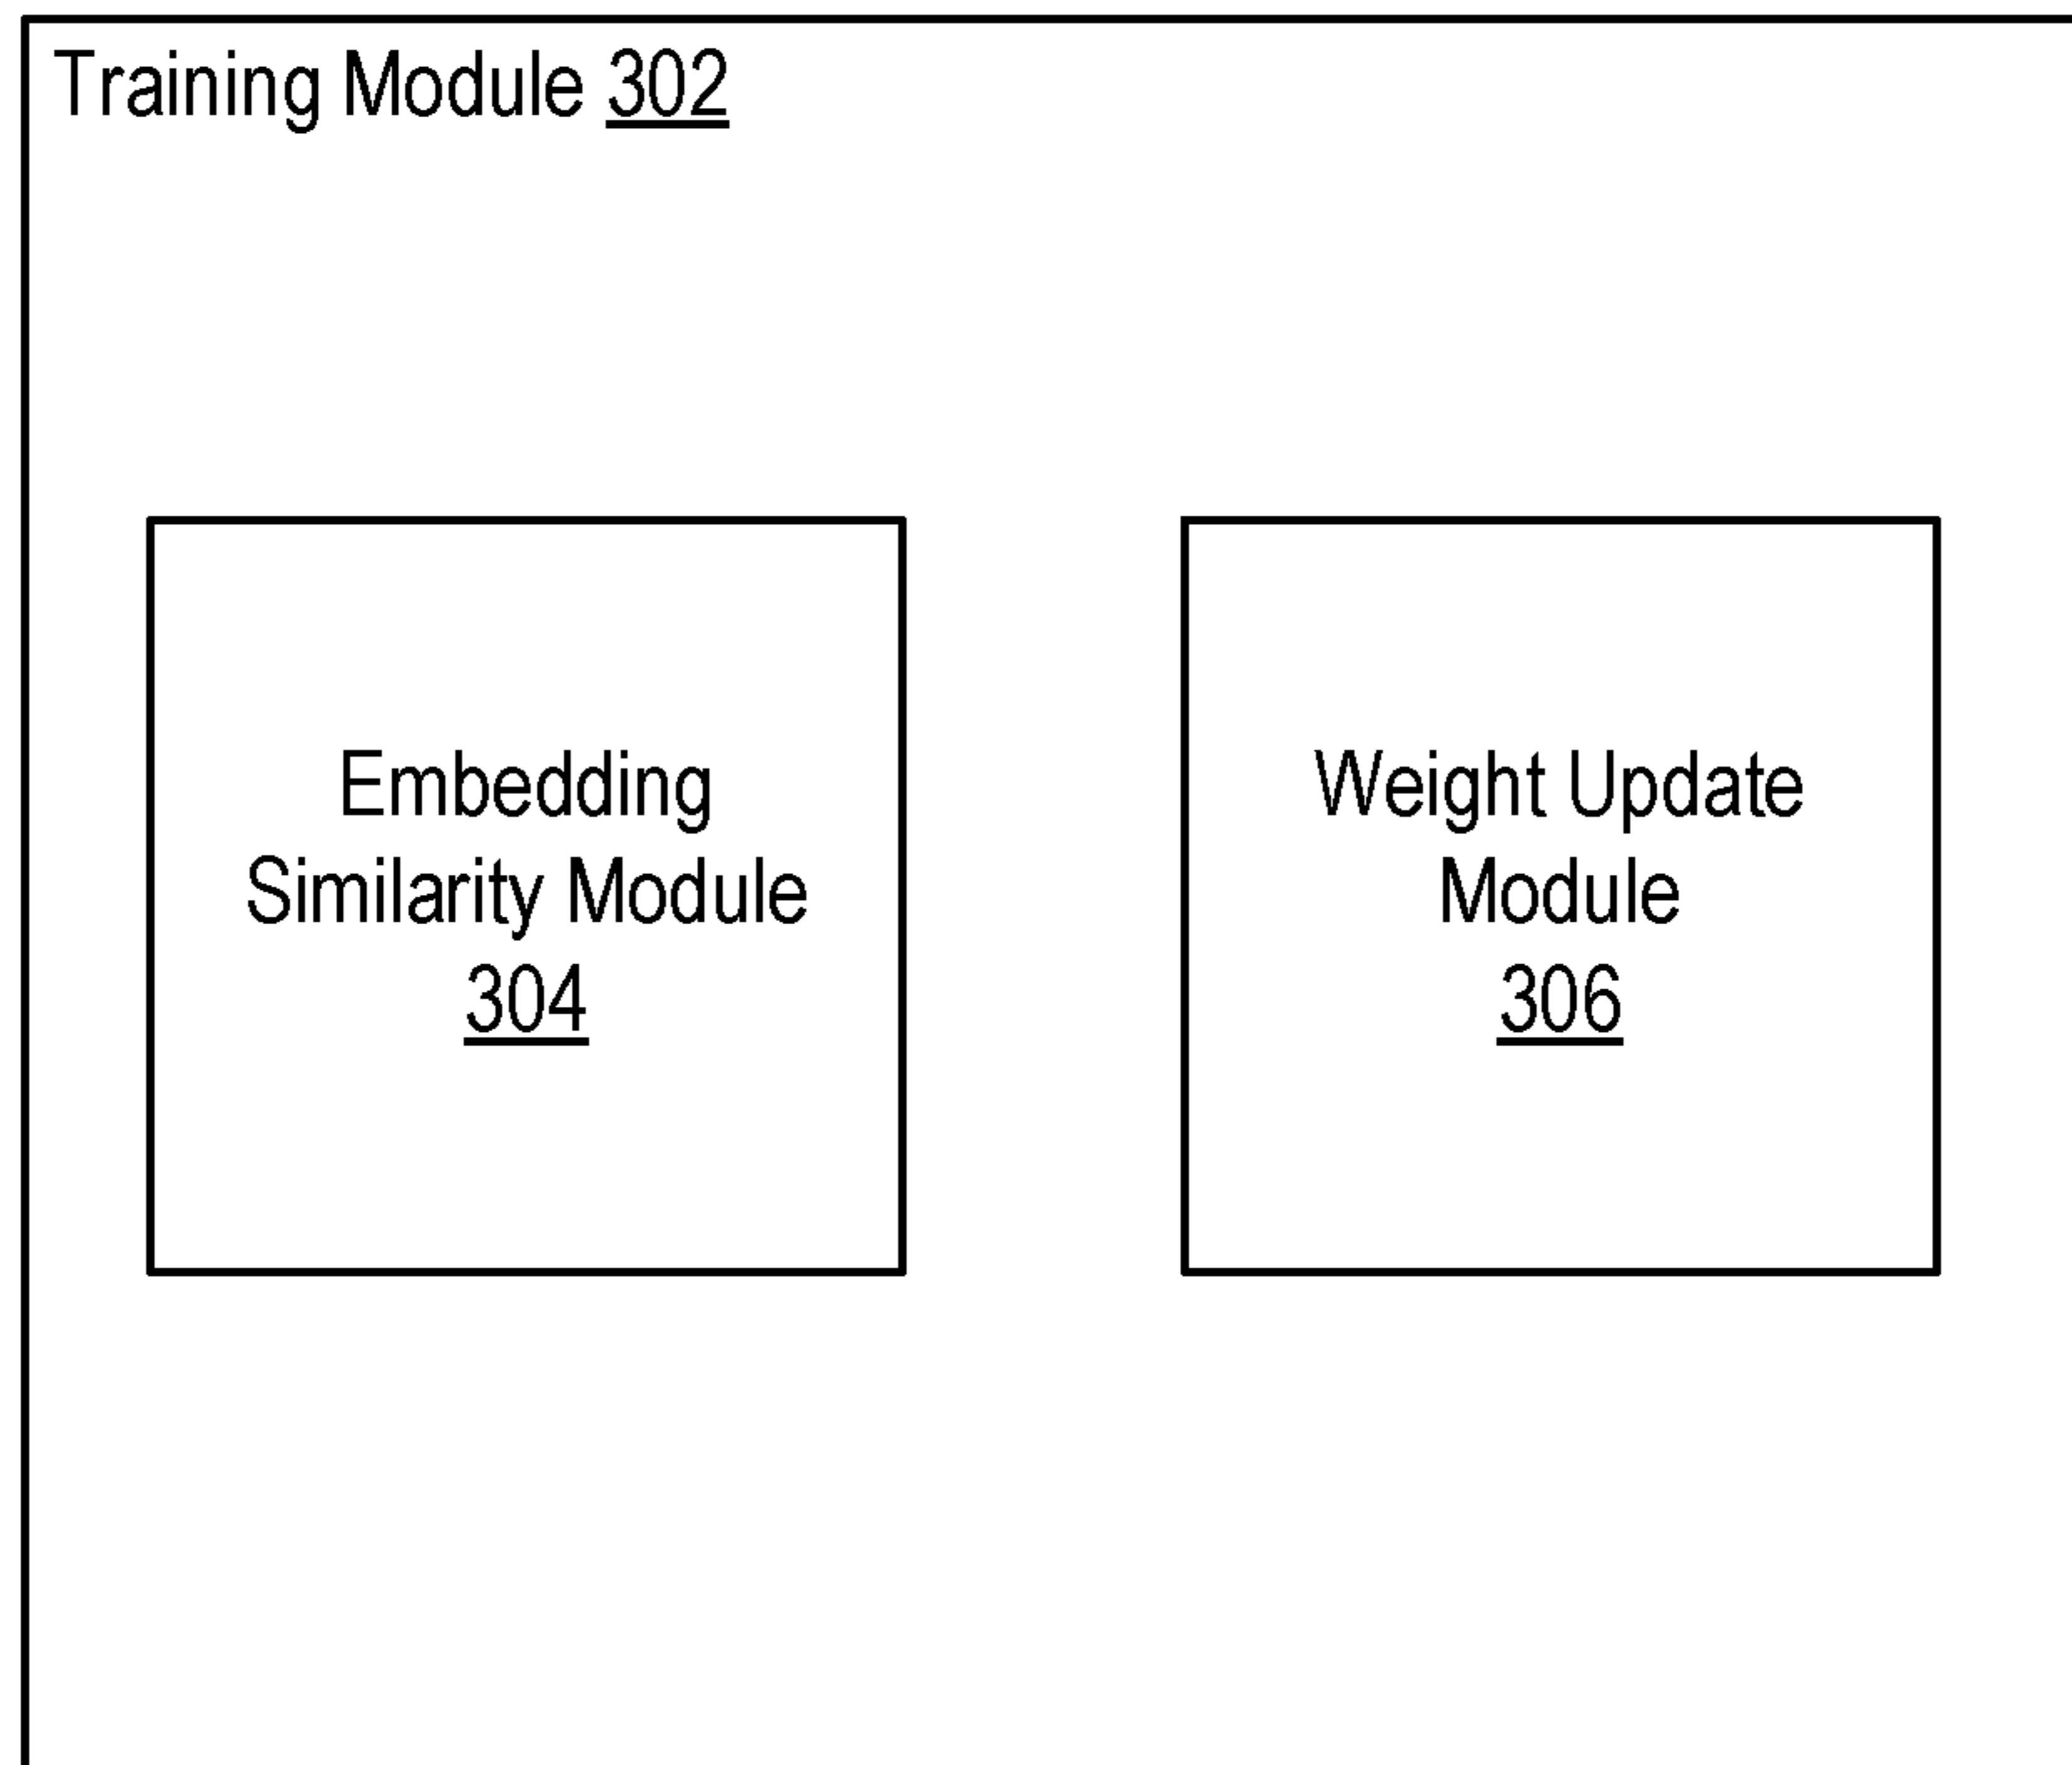 Training Module 302
Embedding
Similarity Module
304
Weight Update
Module
306